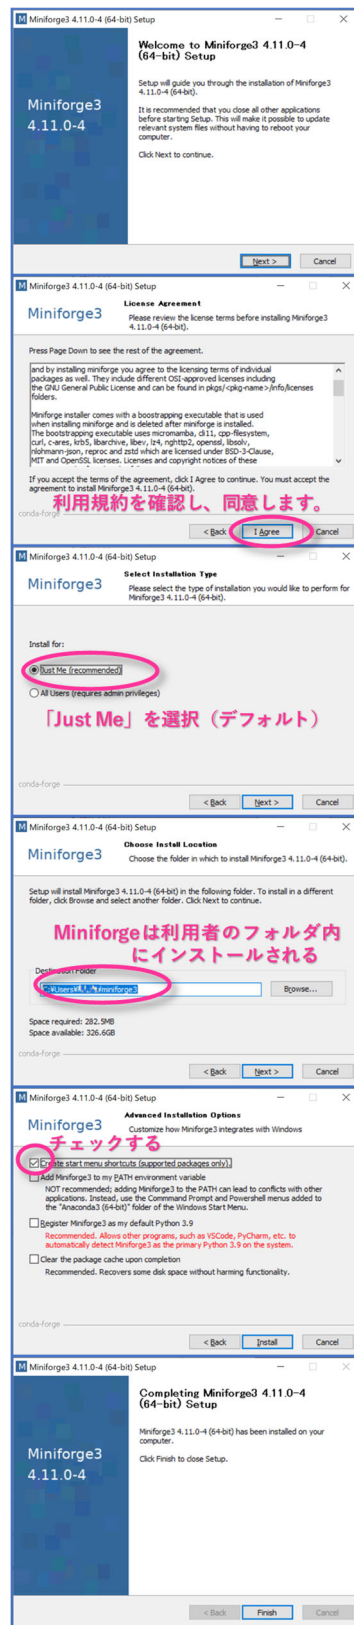 Miniforge3 4.11.0-4 (64-bit) Setup
Welcome to Miniforge3 4.11.0-4
(64-bit) Setup
Setup will guide you through the installation of Miniforge3
4.11.0-4 (64-bit).
It is recommended that you close all other applications
before starting Setup. This will make it possible to update
relevant system files without having to reboot your
computer.
Click Next to continue.
Miniforge3
4.11.0-4
Next >
Cancel
Miniforge3 4.11.0-4 (64-bit) Setup
Miniforge3
License Agreement
Please review the license terms before installing Miniforge3
4.11.0-4 (64-bit).
Press Page Down to see the rest of the agreement.
and by installing miniforge you agree to the licensing terms of individual
packages as well. They include different OSI-approved licenses including
the GNU General Public License and can be found in pkgs/<pkg-name>/info/licenses
folders.
Miniforge installer comes with a boostrapping executable that is used
when installing miniforge and is deleted after miniforge is installed.
The bootstrapping executable uses micromamba, cli11, cpp-filesystem,
curl, c-ares, krb5, libarchive, libev, lz4, nghttp2, openssl, libsolv,
nlohmann-json, reproc and zstd which are licensed under BSD-3-Clause,
MIT and OpenSSL licenses. Licenses and copyright notices of these
If you accept the terms of the agreement, click I Agree to continue. You must accept the
agreement to install Miniforge3 4.11.0-4 (64-bit).
利用規約を確認し、同意します。
conda-forge
< Back
I Agree
Cancel
Miniforge3 4.11.0-4 (64-bit) Setup
Miniforge3
Select Installation Type
Please select the type of installation you would like to perform for
Miniforge3 4.11.0-4 (64-bit).
Install for:
Just Me (recommended)
All Users (requires admin privileges)
「Just Me」を選択（デフォルト）
conda-forge
< Back
Next >
Cancel
Miniforge3 4.11.0-4 (64-bit) Setup
Miniforge3
Choose Install Location
Choose the folder in which to install Miniforge3 4.11.0-4 (64-bit).
Setup will install Miniforge3 4.11.0-4 (64-bit) in the following folder. To install in a different
folder, click Browse and select another folder. Click Next to continue.
Miniforgeは利用者のフォルダ内
にインストールされる
Destination Folder
Browse...
Space required: 282.5MB
Space available: 326.6GB
conda-forge
< Back
Next >
Cancel
Miniforge3 4.11.0-4 (64-bit) Setup
Miniforge3
Advanced Installation Options
Customize how Miniforge3 integrates with Windows
チェックする
Create start menu shortcuts (supported packages only).
Add Miniforge3 to my PATH environment variable
NOT recommended; adding Miniforge3 to the PATH can lead to conflicts with other
applications. Instead, use the Command Prompt and Powershell menus added to
the "Anaconda3 (64-bit)" folder of the Windows Start Menu.
Register Miniforge3 as my default Python 3.9
Recommended. Allows other programs, such as VSCode, PyCharm, etc. to
automatically detect Miniforge3 as the primary Python 3.9 on the system.
Clear the package cache upon completion
Recommended. Recovers some disk space without harming functionality.
conda-forge
< Back
Install
Cancel
Miniforge3 4.11.0-4 (64-bit) Setup
Completing Miniforge3 4.11.0-4
(64-bit) Setup
Miniforge3 4.11.0-4 (64-bit) has been installed on your
computer.
Click Finish to close Setup.
Miniforge3
4.11.0-4
< Back
Finish
Cancel